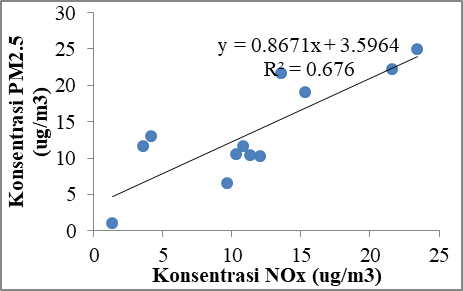 Konsentrasi PM2.5
(ug/m3)
30
25
20
15
10
5
0
y = 0.8671x + 3.5964
R² = 0.676
0 5 10 15 20 25
Konsentrasi NOx (ug/m3)